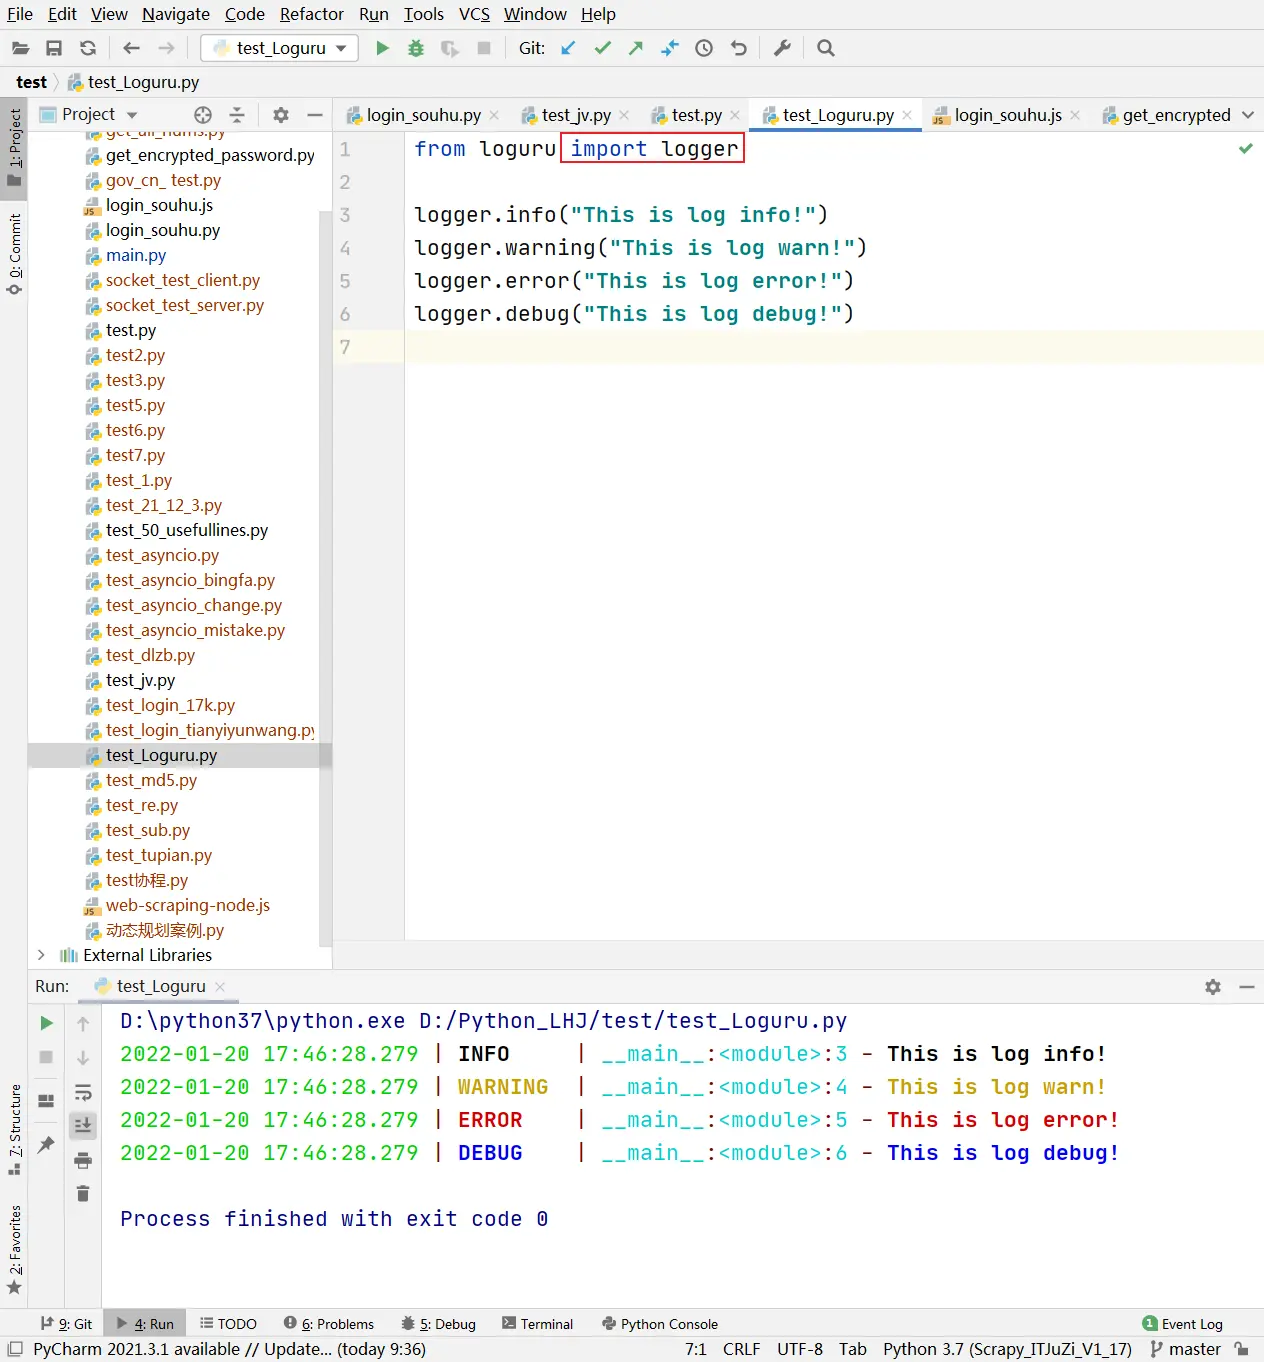 File Edit View Navigate Code Refactor Run Tools VCS Window Help
test_Loguru Git:
test test_Loguru.py
Project login_souhu.py test_jv.py test.py test_Loguru.py login_souhu.js get_encrypted
1: Project
0: Commit
7: Structure
2: Favorites
get_all_nums.py
get_encrypted_password.py
gov_cn_ test.py
login_souhu.js
login_souhu.py
main.py
socket_test_client.py
socket_test_server.py
test.py
test2.py
test3.py
test5.py
test6.py
test7.py
test_1.py
test_21_12_3.py
test_50_usefullines.py
test_asyncio.py
test_asyncio_bingfa.py
test_asyncio_change.py
test_asyncio_mistake.py
test_dlzb.py
test_jv.py
test_login_17k.py
test_login_tianyiyunwang.py
test_Loguru.py
test_md5.py
test_re.py
test_sub.py
test_tupian.py
test协程.py
web-scraping-node.js
动态规划案例.py
External Libraries
1 from loguru import logger
2
3 logger.info("This is log info!")
4 logger.warning("This is log warn!")
5 logger.error("This is log error!")
6 logger.debug("This is log debug!")
7
Run: test_Loguru
D:\python37\python.exe D:/Python_LHJ/test/test_Loguru.py
2022-01-20 17:46:28.279 | INFO     | __main__:<module>:3 - This is log info!
2022-01-20 17:46:28.279 | WARNING  | __main__:<module>:4 - This is log warn!
2022-01-20 17:46:28.279 | ERROR    | __main__:<module>:5 - This is log error!
2022-01-20 17:46:28.279 | DEBUG    | __main__:<module>:6 - This is log debug!
Process finished with exit code 0
9: Git 4: Run TODO 6: Problems 5: Debug Terminal Python Console 1 Event Log
PyCharm 2021.3.1 available // Update... (today 9:36) 7:1 CRLF UTF-8 Tab Python 3.7 (Scrapy_ITJuZi_V1_17) master